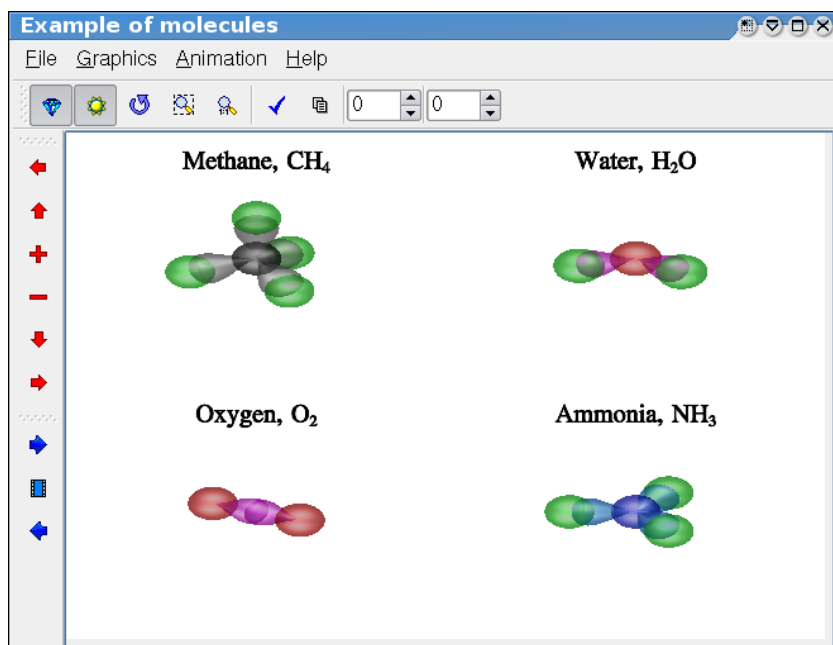 Example of molecules
File Graphics Animation Help
0 0
Methane, CH₄
Water, H₂O
Oxygen, O₂
Ammonia, NH₃